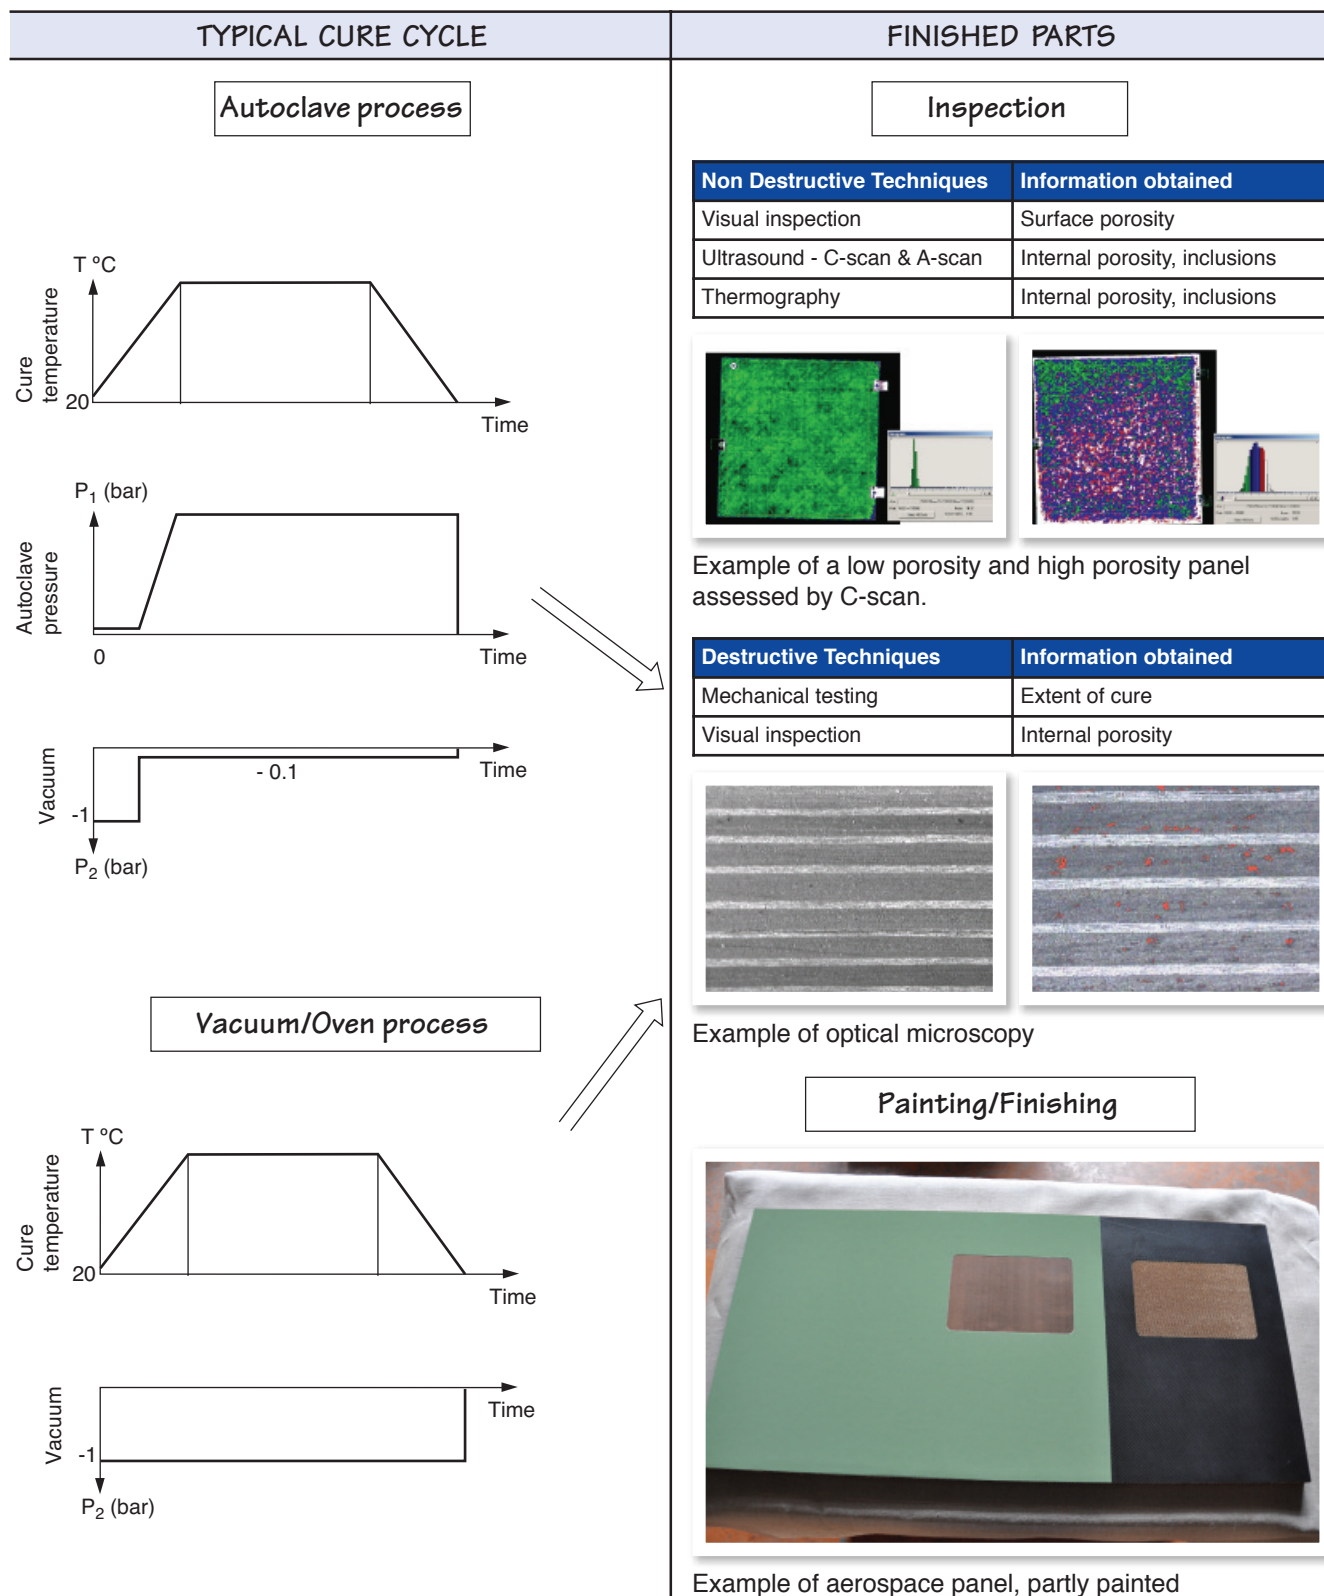 TYPICAL CURE CYCLE
Autoclave process
T ºC
Cure
temperature
20
Time
P1 (bar)
Autoclave
pressure
0
Time
Vacuum
-1
- 0.1
Time
P2 (bar)
Vacuum/Oven process
T ºC
Cure
temperature
20
Time
Vacuum
-1
Time
P2 (bar)
FINISHED PARTS
Inspection
Non Destructive Techniques Information obtained
Visual inspection Surface porosity
Ultrasound - C-scan & A-scan Internal porosity, inclusions
Thermography Internal porosity, inclusions
Example of a low porosity and high porosity panel
assessed by C-scan.
Destructive Techniques Information obtained
Mechanical testing Extent of cure
Visual inspection Internal porosity
Example of optical microscopy
Painting/Finishing
Example of aerospace panel, partly painted